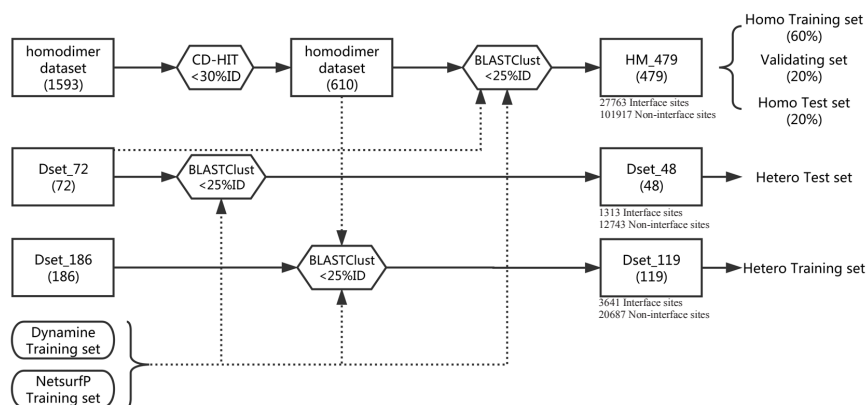 homodimer
dataset
(1593)
CD-HIT
<30%ID
homodimer
dataset
(610)
BLASTClust
<25%ID
HM_479
(479)
27763 Interface sites
101917 Non-interface sites
Homo Training set
(60%)
Validating set
(20%)
Homo Test set
(20%)
Dset_72
(72)
BLASTClust
<25%ID
Dset_48
(48)
1313 Interface sites
12743 Non-interface sites
Hetero Test set
Dset_186
(186)
BLASTClust
<25%ID
Dset_119
(119)
3641 Interface sites
20687 Non-interface sites
Hetero Training set
Dynamine
Training set
NetsurfP
Training set